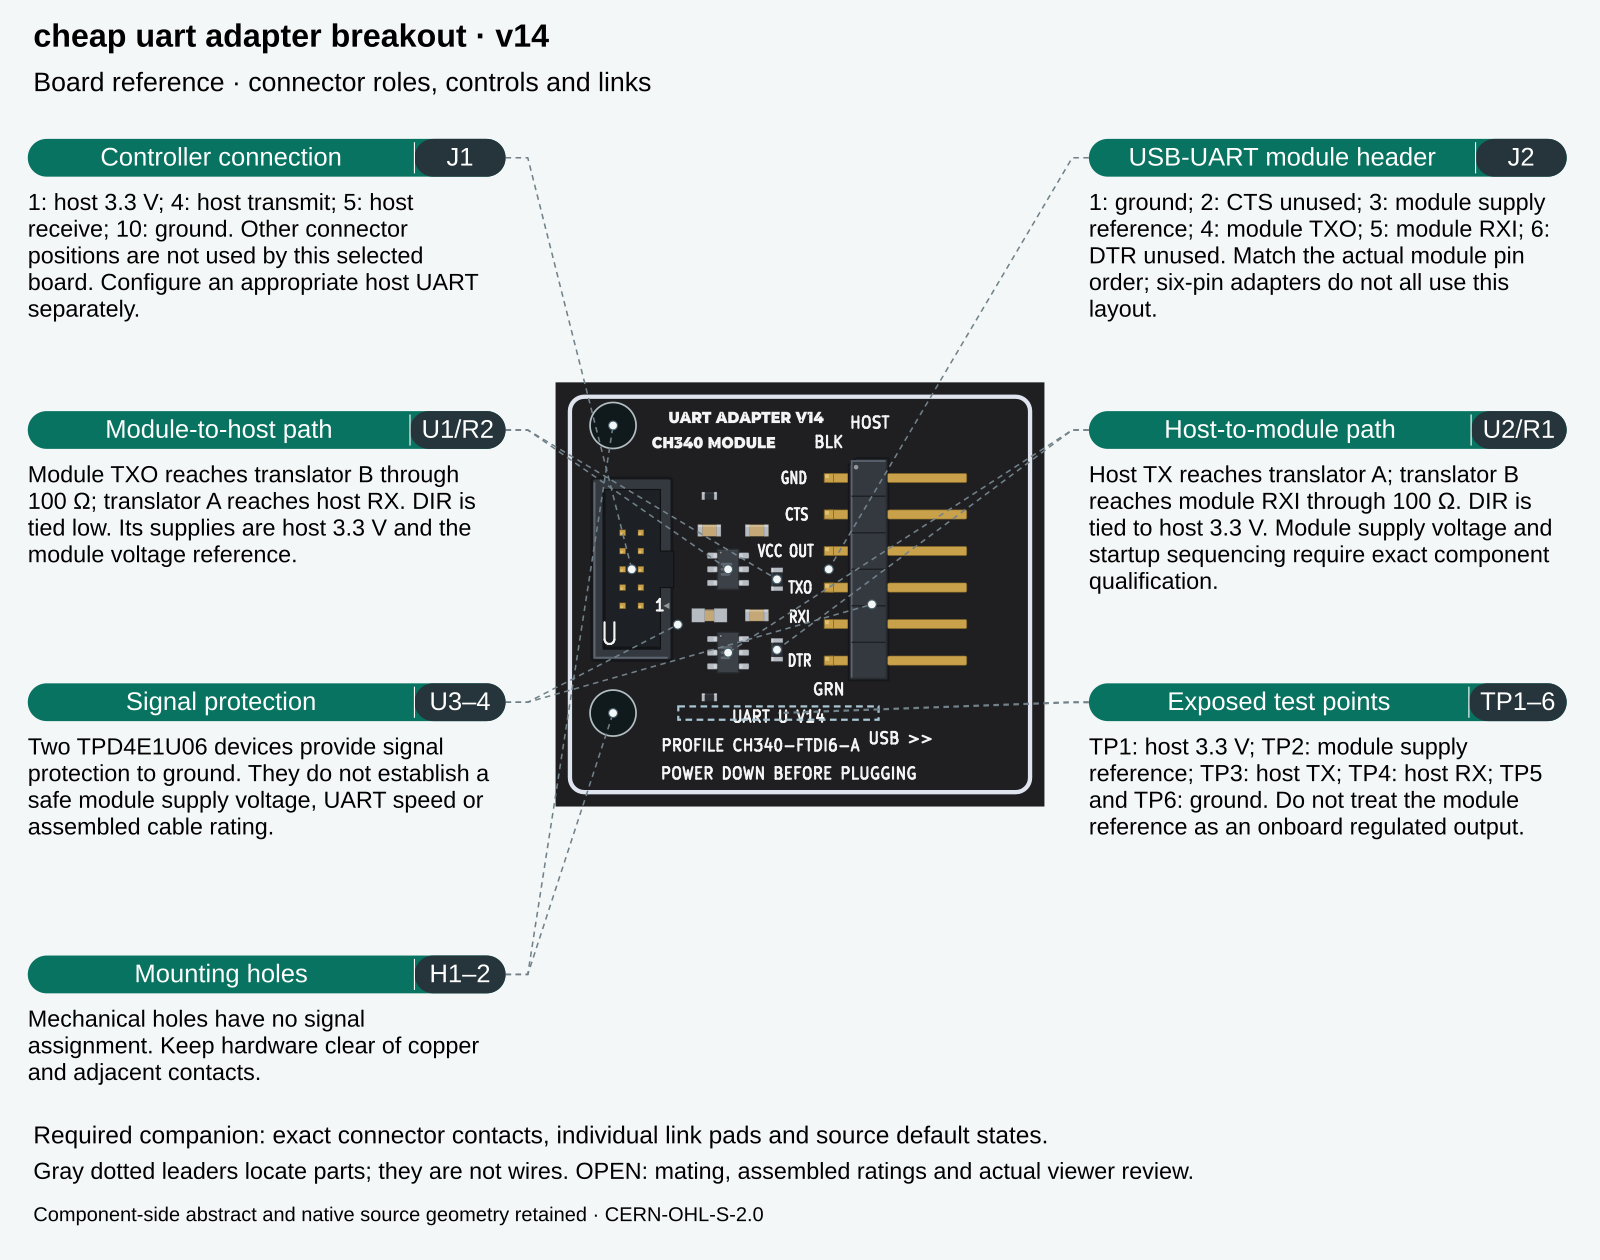 cheap uart adapter breakout · v14
Board reference · connector roles, controls and links
Controller connection J1
1: host 3.3 V; 4: host transmit; 5: host
receive; 10: ground. Other connector
positions are not used by this selected
board. Configure an appropriate host UART
separately.
USB-UART module header J2
1: ground; 2: CTS unused; 3: module supply
reference; 4: module TXO; 5: module RXI; 6:
DTR unused. Match the actual module pin
order; six-pin adapters do not all use this
layout.
Module-to-host path U1/R2
Module TXO reaches translator B through
100 Ω; translator A reaches host RX. DIR is
tied low. Its supplies are host 3.3 V and the
module voltage reference.
Host-to-module path U2/R1
Host TX reaches translator A; translator B
reaches module RXI through 100 Ω. DIR is
tied to host 3.3 V. Module supply voltage and
startup sequencing require exact component
qualification.
UART ADAPTER V14
HOST
CH340 MODULE
BLK
GND
CTS
VCC OUT
TXO
1
RXI
U
DTR
GRN
UART U V14
USB >>
PROFILE CH340-FTDI6-A
POWER DOWN BEFORE PLUGGING
Signal protection U3–4
Two TPD4E1U06 devices provide signal
protection to ground. They do not establish a
safe module supply voltage, UART speed or
assembled cable rating.
Exposed test points TP1–6
TP1: host 3.3 V; TP2: module supply
reference; TP3: host TX; TP4: host RX; TP5
and TP6: ground. Do not treat the module
reference as an onboard regulated output.
Mounting holes H1–2
Mechanical holes have no signal
assignment. Keep hardware clear of copper
and adjacent contacts.
Required companion: exact connector contacts, individual link pads and source default states.
Gray dotted leaders locate parts; they are not wires. OPEN: mating, assembled ratings and actual viewer review.
Component-side abstract and native source geometry retained · CERN-OHL-S-2.0